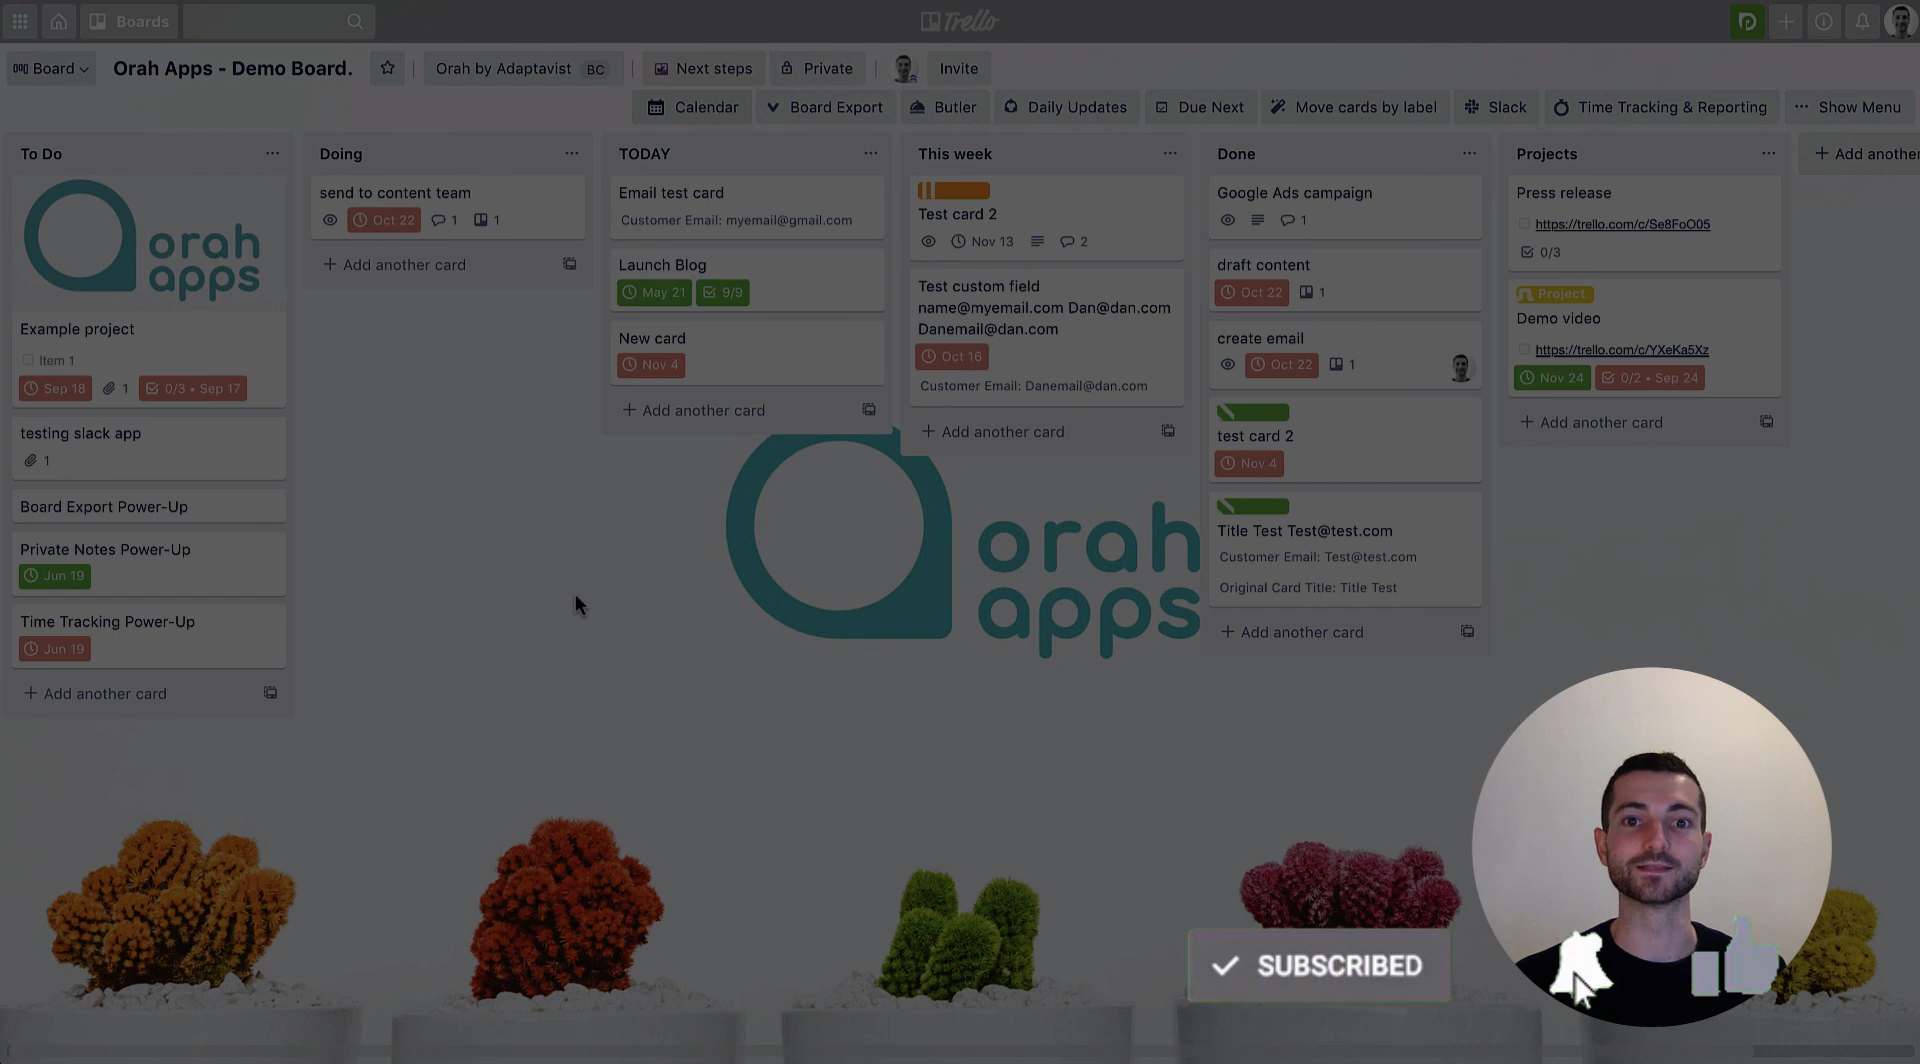 Boards
Trello
Board
Orah Apps - Demo Board.
Orah by Adaptavist BC
Next steps
Private
Invite
Calendar
Board Export
Butler
Daily Updates
Due Next
Move cards by label
Slack
Time Tracking & Reporting
Show Menu
To Do
orah
apps
Example project
Item 1
Sep 18
1
0/3 • Sep 17
testing slack app
1
Board Export Power-Up
Private Notes Power-Up
Jun 19
Time Tracking Power-Up
Jun 19
+ Add another card
Doing
send to content team
Oct 22
1
1
+ Add another card
TODAY
Email test card
Customer Email: myemail@gmail.com
Launch Blog
May 21
9/9
New card
Nov 4
+ Add another card
This week
Test card 2
Nov 13
2
Test custom field
name@myemail.com Dan@dan.com
Danemail@dan.com
Oct 16
Customer Email: Danemail@dan.com
+ Add another card
Done
Google Ads campaign
1
draft content
Oct 22
1
create email
Oct 22
1
test card 2
Nov 4
Title Test Test@test.com
Customer Email: Test@test.com
Original Card Title: Title Test
+ Add another card
Projects
Press release
https://trello.com/c/Se8FoO05
0/3
Project
Demo video
https://trello.com/c/YXeKa5Xz
Nov 24
0/2 • Sep 24
+ Add another card
+ Add another
orah
apps
SUBSCRIBED